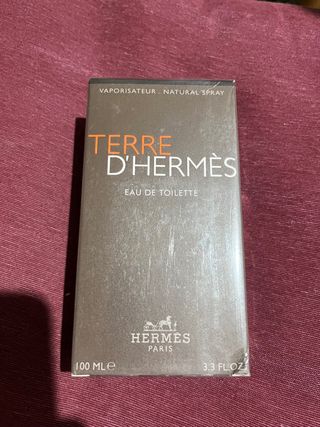 VAPORISATEUR . NATURAL SPRAY
TERRE
D'HERMÈS
EAU DE TOILETTE
HERMÈS
PARIS
100 ML ℮ 3.3 FL.OZ